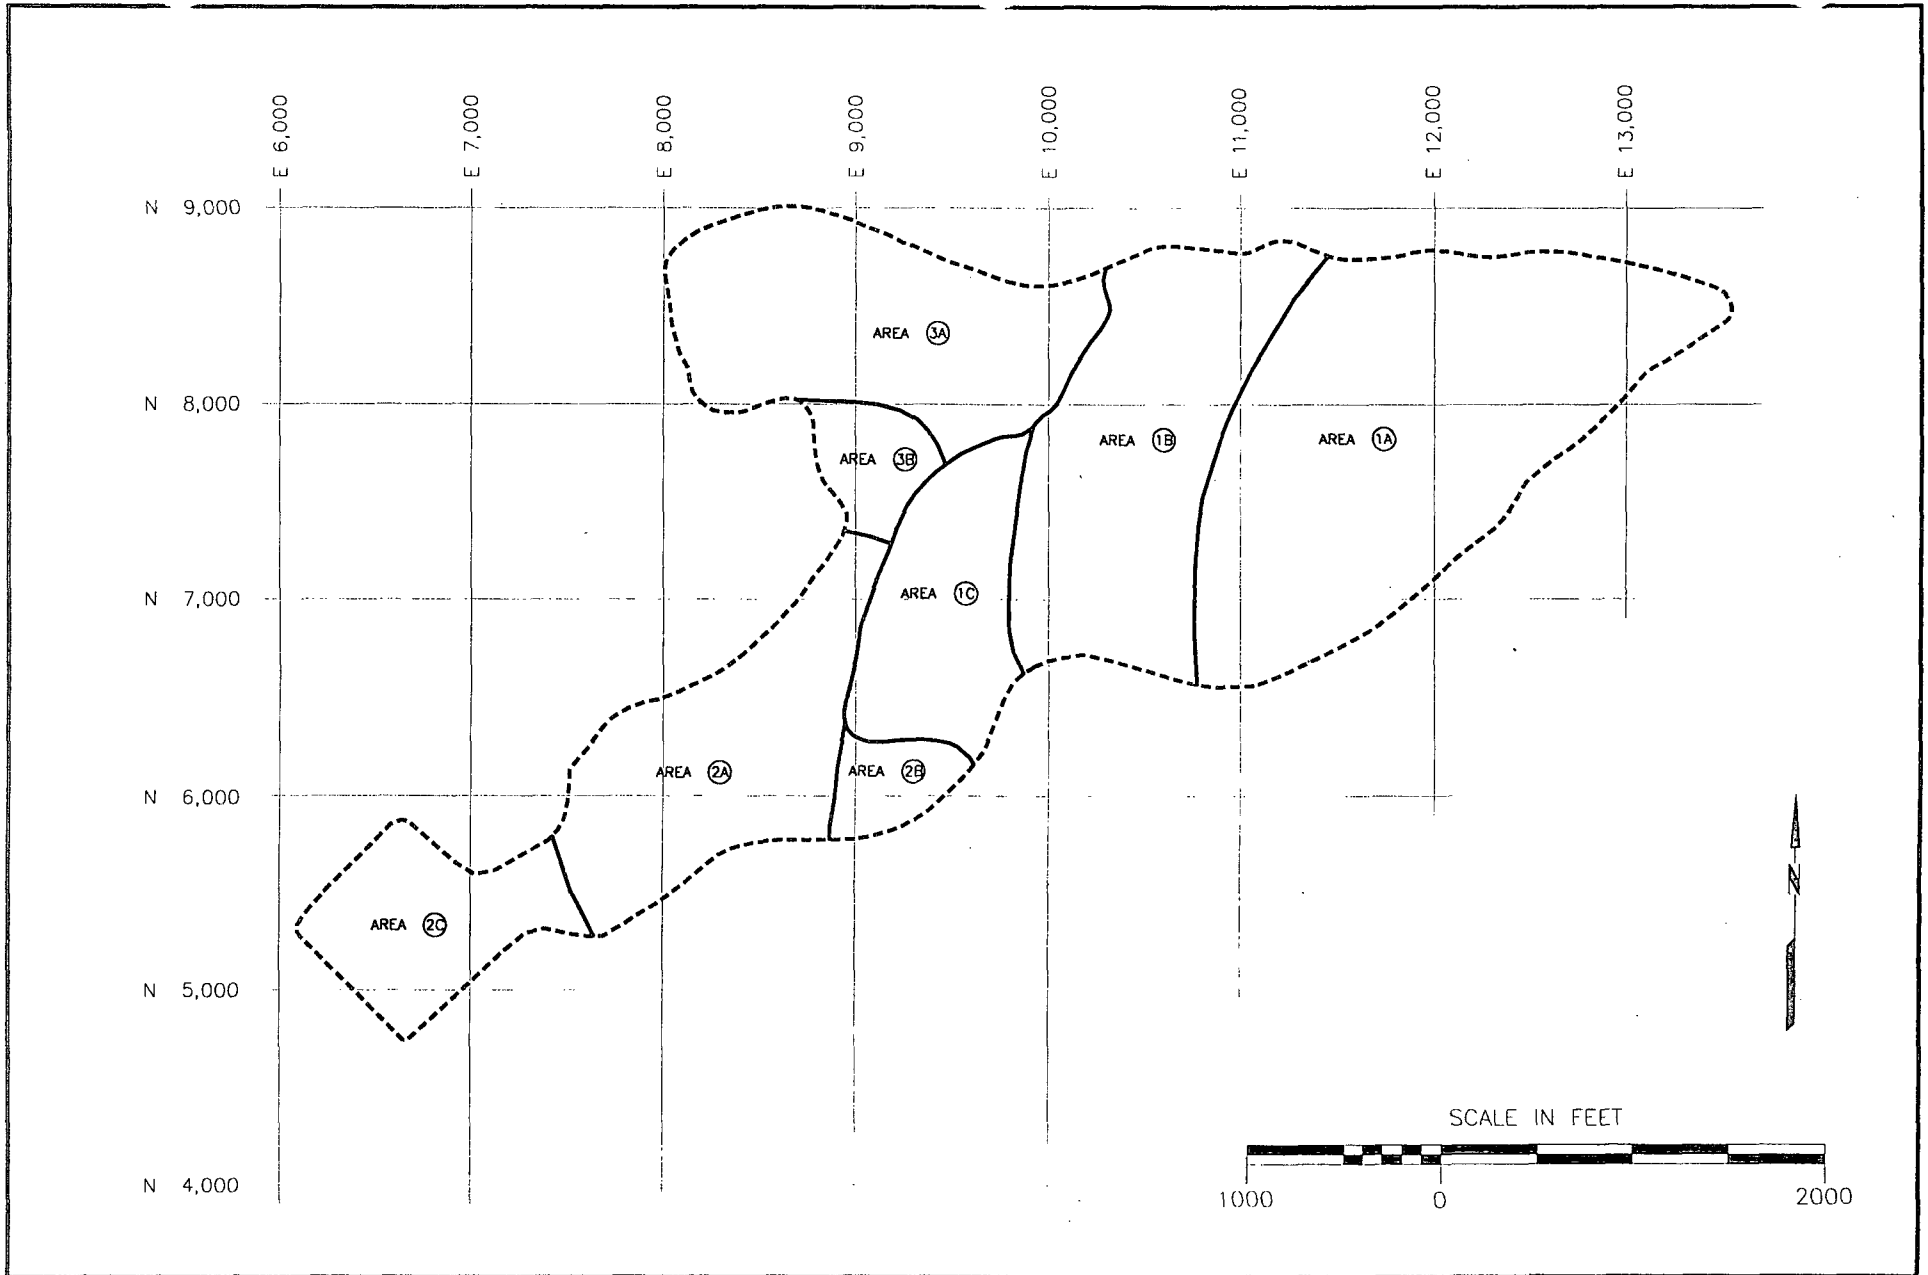 E 6,000
E 7,000
E 8,000
E 9,000
E 10,000
E 11,000
E 12,000
E 13,000
N 9,000
AREA 3A
N 8,000
AREA 1B
AREA 1A
AREA 3B
AREA 1C
N 7,000
AREA 2A
AREA 2B
N 6,000
N
AREA 2C
N 5,000
SCALE IN FEET
N 4,000
1000 0 2000